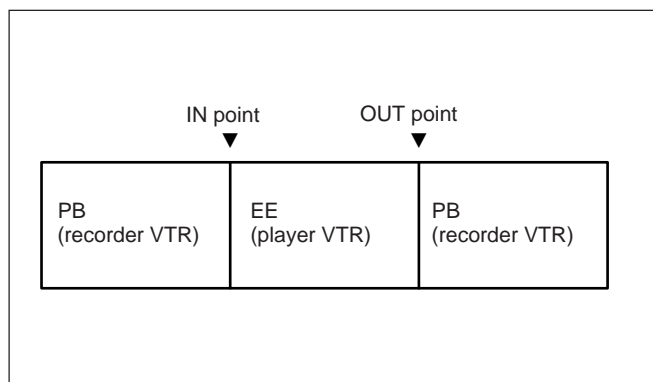 IN point OUT point
PB EE PB
(recorder VTR) (player VTR) (recorder VTR)